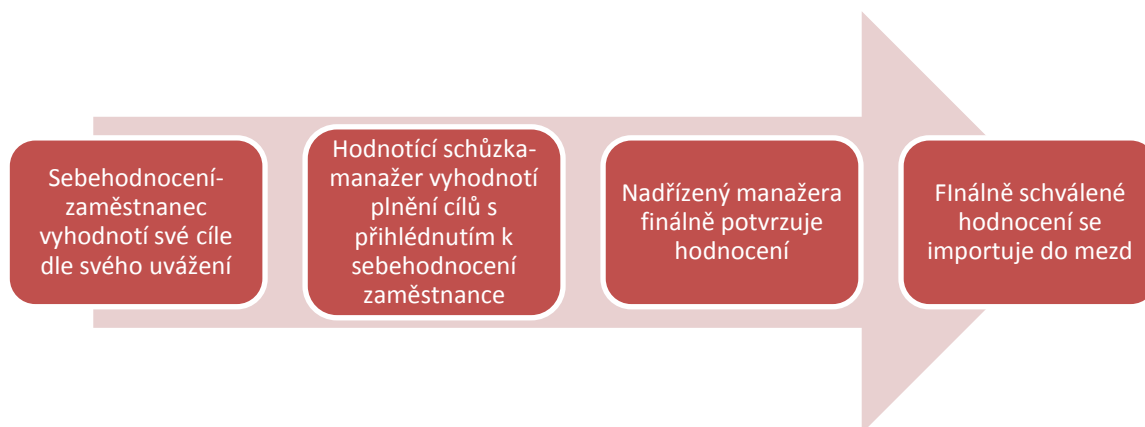 Sebehodnocení-
zaměstnanec
vyhodnotí své cíle
dle svého uvážení
Hodnotící schůzka-
manažer vyhodnotí
plnění cílů s
přihlédnutím k
sebehodnocení
zaměstnance
Nadřízený manažera
finálně potvrzuje
hodnocení
FInálně schválené
hodnocení se
importuje do mezd